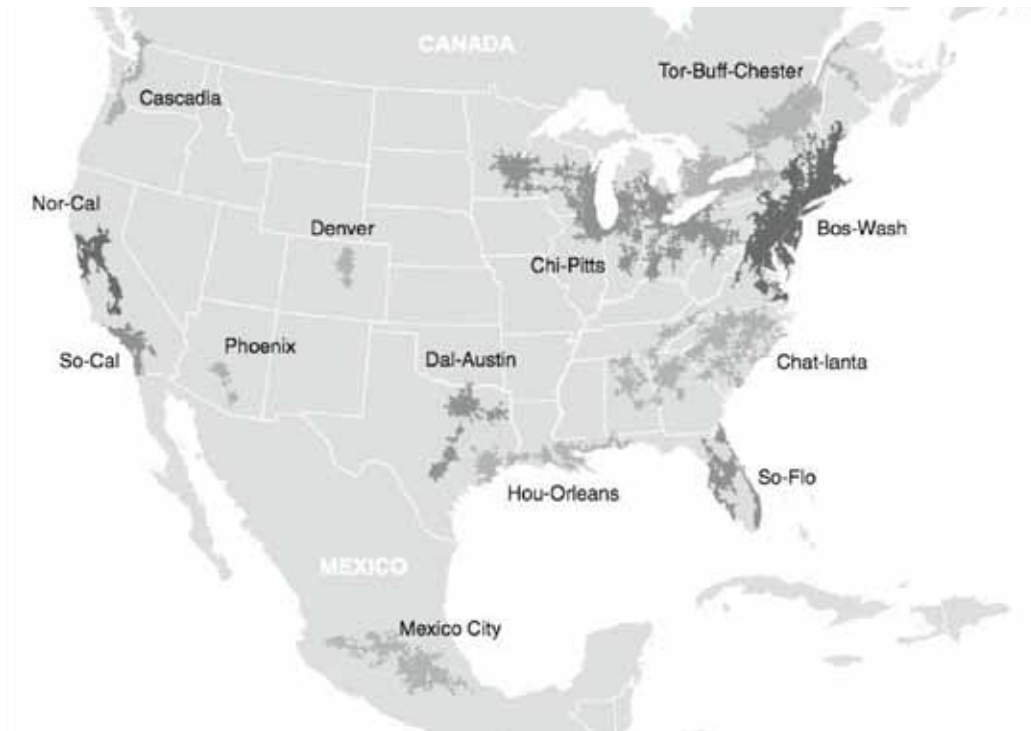 CANADA
Tor-Buff-Chester
Cascadia
Nor-Cal
Denver
Bos-Wash
Chi-Pitts
So-Cal
Phoenix
Dal-Austin
Chat-lanta
So-Flo
Hou-Orleans
MEXICO
Mexico City